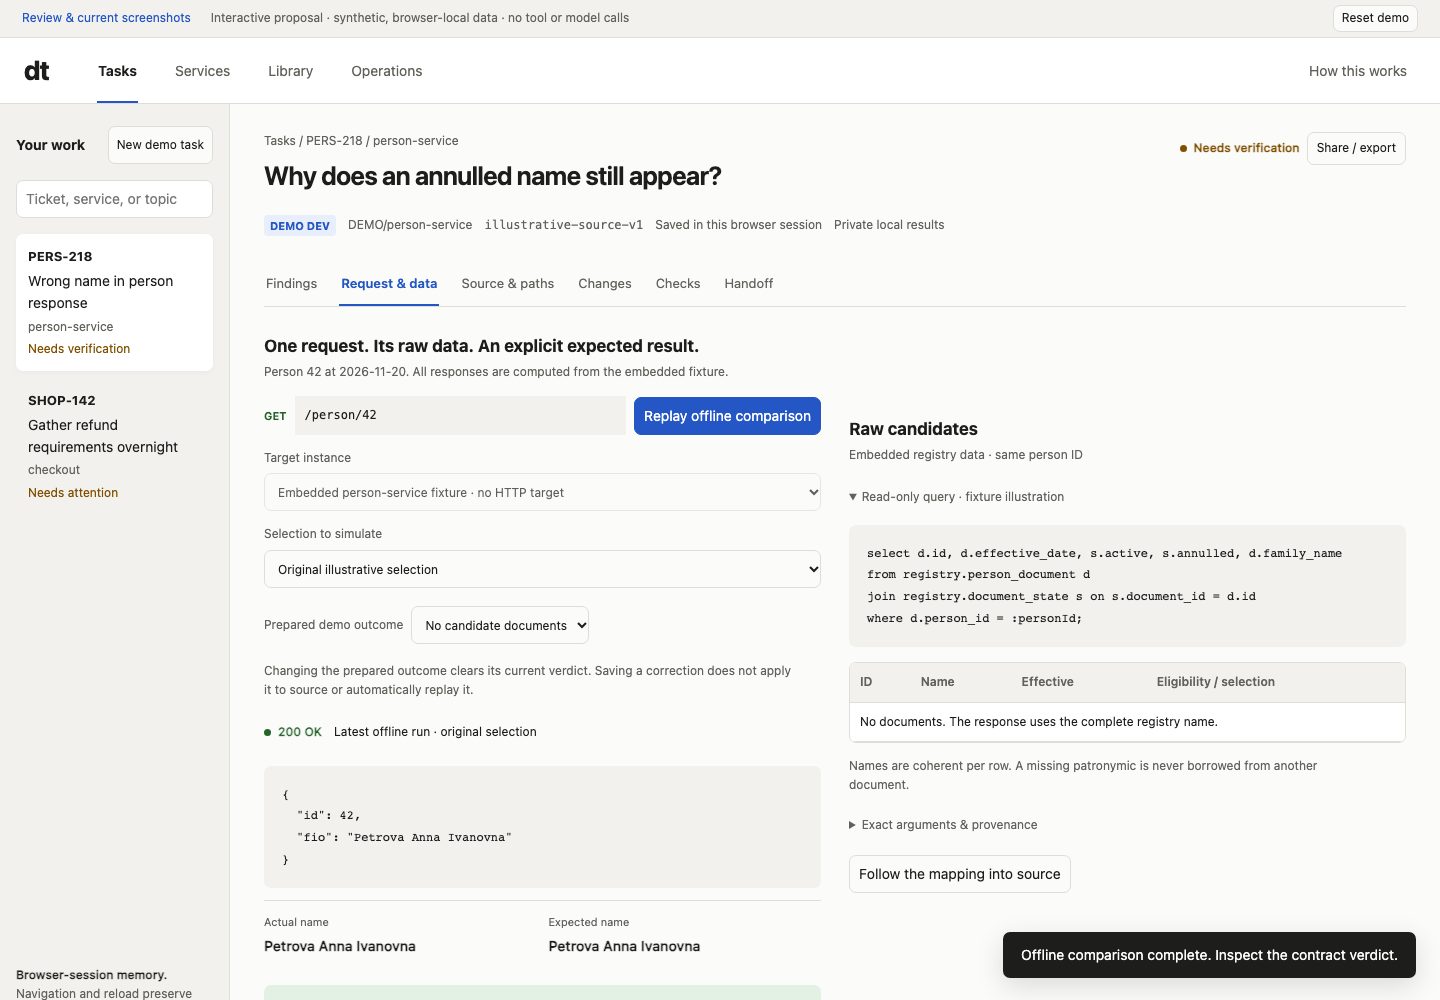 Review & current screenshots
Interactive proposal · synthetic, browser-local data · no tool or model calls
Reset demo
dt
Tasks
Services
Library
Operations
How this works
Your work
New demo task
Ticket, service, or topic
PERS-218
Wrong name in person
response
person-service
Needs verification
SHOP-142
Gather refund
requirements overnight
checkout
Needs attention
Browser-session memory.
Navigation and reload preserve
Tasks / PERS-218 / person-service
Needs verification
Share / export
Why does an annulled name still appear?
DEMO DEV
DEMO/person-service
illustrative-source-v1
Saved in this browser session
Private local results
Findings
Request & data
Source & paths
Changes
Checks
Handoff
One request. Its raw data. An explicit expected result.
Person 42 at 2026-11-20. All responses are computed from the embedded fixture.
GET
/person/42
Replay offline comparison
Target instance
Embedded person-service fixture · no HTTP target
Selection to simulate
Original illustrative selection
Prepared demo outcome
No candidate documents
Changing the prepared outcome clears its current verdict. Saving a correction does not apply
it to source or automatically replay it.
200 OK
Latest offline run · original selection
{
"id": 42,
"fio": "Petrova Anna Ivanovna"
}
Actual name
Petrova Anna Ivanovna
Expected name
Petrova Anna Ivanovna
Raw candidates
Embedded registry data · same person ID
Read-only query · fixture illustration
select d.id, d.effective_date, s.active, s.annulled, d.family_name
from registry.person_document d
join registry.document_state s on s.document_id = d.id
where d.person_id = :personId;
ID
Name
Effective
Eligibility / selection
No documents. The response uses the complete registry name.
Names are coherent per row. A missing patronymic is never borrowed from another
document.
Exact arguments & provenance
Follow the mapping into source
Offline comparison complete. Inspect the contract verdict.